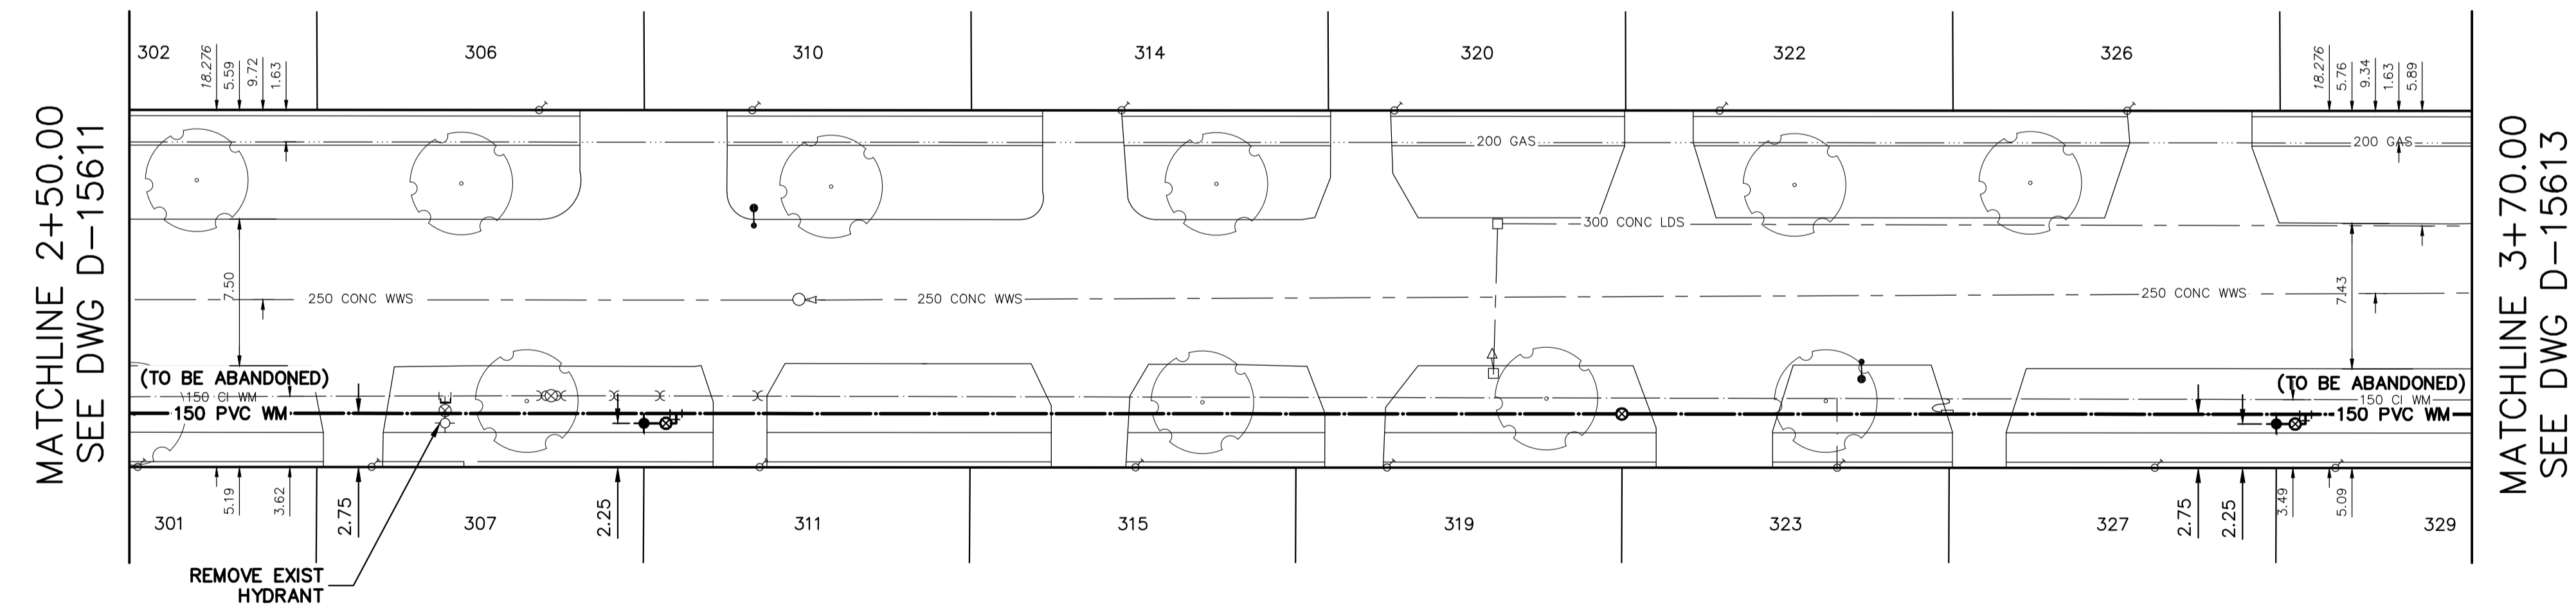 MATCHLINE 2+50.00
SEE DWG D-15611
302
306
310
314
320
322
326
18.276
5.59
9.72
1.63
18.276
5.76
9.34
1.63
5.89
200 GAS
200 GAS
300 CONC LDS
7.50
250 CONC WWS
250 CONC WWS
250 CONC WWS
7.43
(TO BE ABANDONED)
150 CI WM
150 PVC WM
(TO BE ABANDONED)
150 CI WM
150 PVC WM
5.19
3.62
2.75
2.25
2.75
2.25
3.49
5.09
301
307
311
315
319
323
327
329
REMOVE EXIST
HYDRANT
MATCHLINE 3+70.00
SEE DWG D-15613